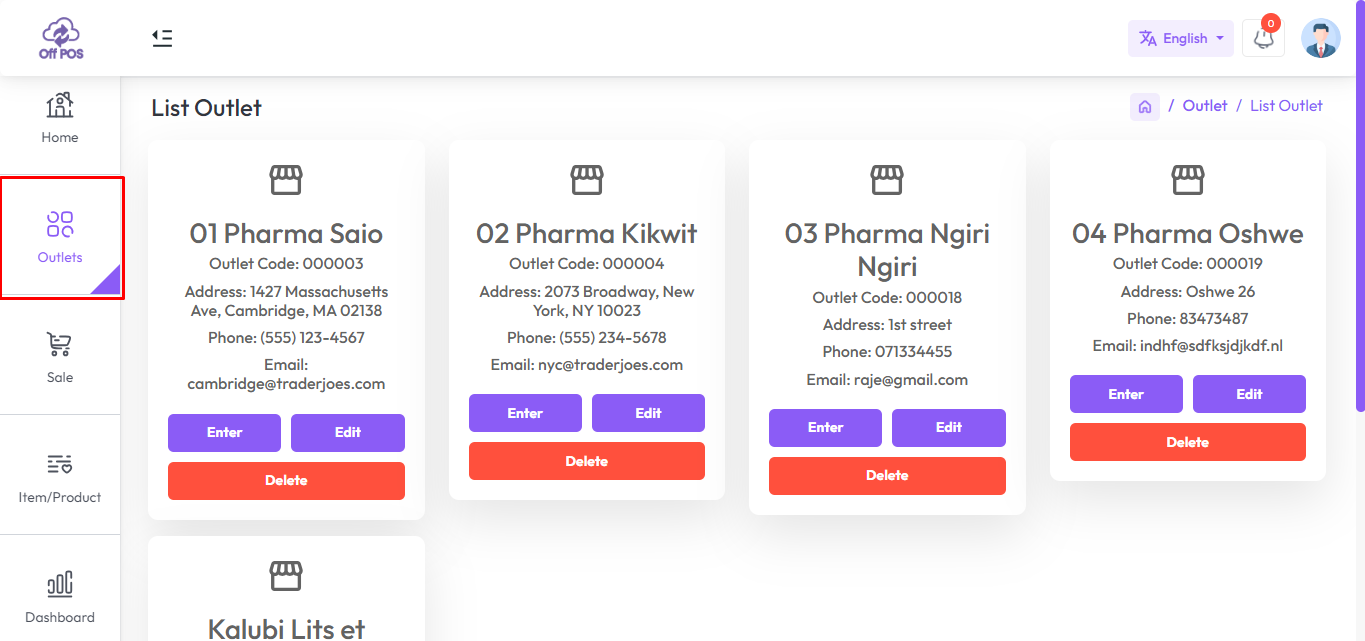 Off POS
English
0
Home
Outlets
Sale
Item/Product
Dashboard
List Outlet
/ Outlet / List Outlet
01 Pharma Saio
Outlet Code: 000003
Address: 1427 Massachusetts
Ave, Cambridge, MA 02138
Phone: (555) 123-4567
Email:
cambridge@traderjoes.com
Enter
Edit
Delete
02 Pharma Kikwit
Outlet Code: 000004
Address: 2073 Broadway, New
York, NY 10023
Phone: (555) 234-5678
Email: nyc@traderjoes.com
Enter
Edit
Delete
03 Pharma Ngiri
Ngiri
Outlet Code: 000018
Address: 1st street
Phone: 071334455
Email: raje@gmail.com
Enter
Edit
Delete
04 Pharma Oshwe
Outlet Code: 000019
Address: Oshwe 26
Phone: 83473487
Email: indhf@sdfksjdjkdf.nl
Enter
Edit
Delete
Kalubi Lits et